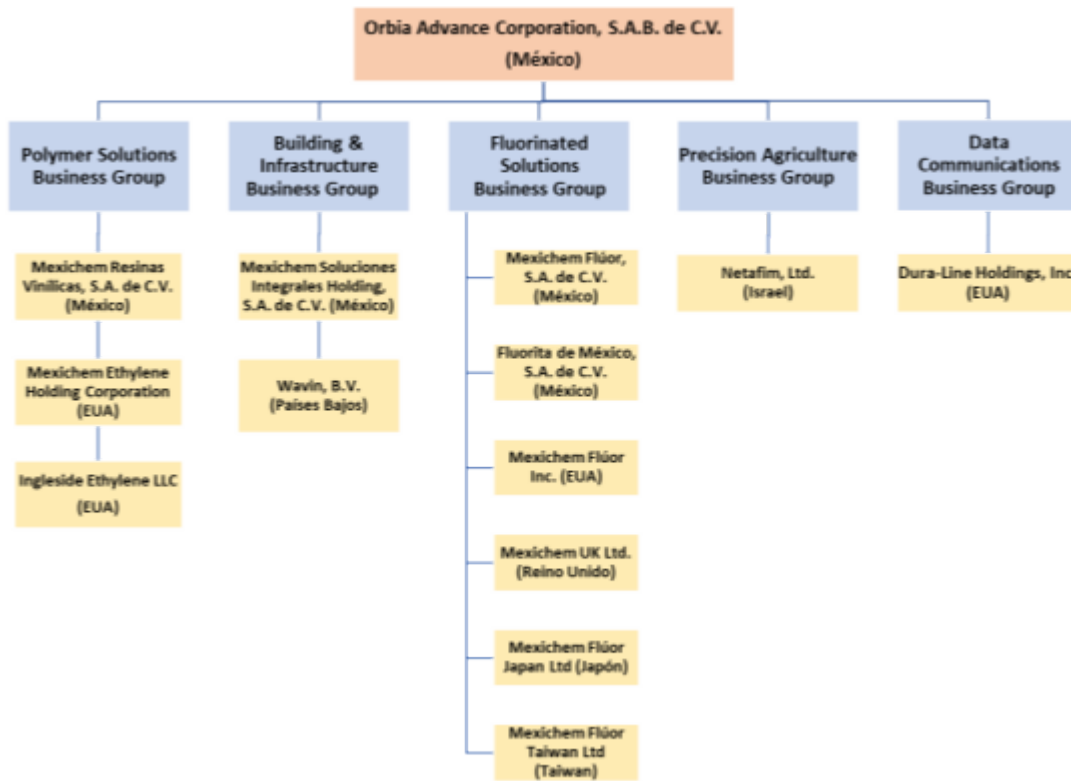 Orbia Advance Corporation, S.A.B. de C.V.
(México)
Polymer Solutions
Business Group
Building &
Infrastructure
Business Group
Fluorinated
Solutions
Business Group
Precision Agriculture
Business Group
Data
Communications
Business Group
Mexichem Resinas
Vinílicas, S.A. de C.V.
(México)
Mexichem Ethylene
Holding Corporation
(EUA)
Ingleside Ethylene LLC
(EUA)
Mexichem Soluciones
Integrales Holding,
S.A. de C.V. (México)
Wavin, B.V.
(Países Bajos)
Mexichem Flúor,
S.A. de C.V.
(México)
Fluorita de México,
S.A. de C.V.
(México)
Mexichem Flúor
Inc. (EUA)
Mexichem UK Ltd.
(Reino Unido)
Mexichem Flúor
Japan Ltd (Japón)
Mexichem Flúor
Taiwan Ltd
(Taiwan)
Netafim, Ltd.
(Israel)
Dura-Line Holdings, Inc
(EUA)